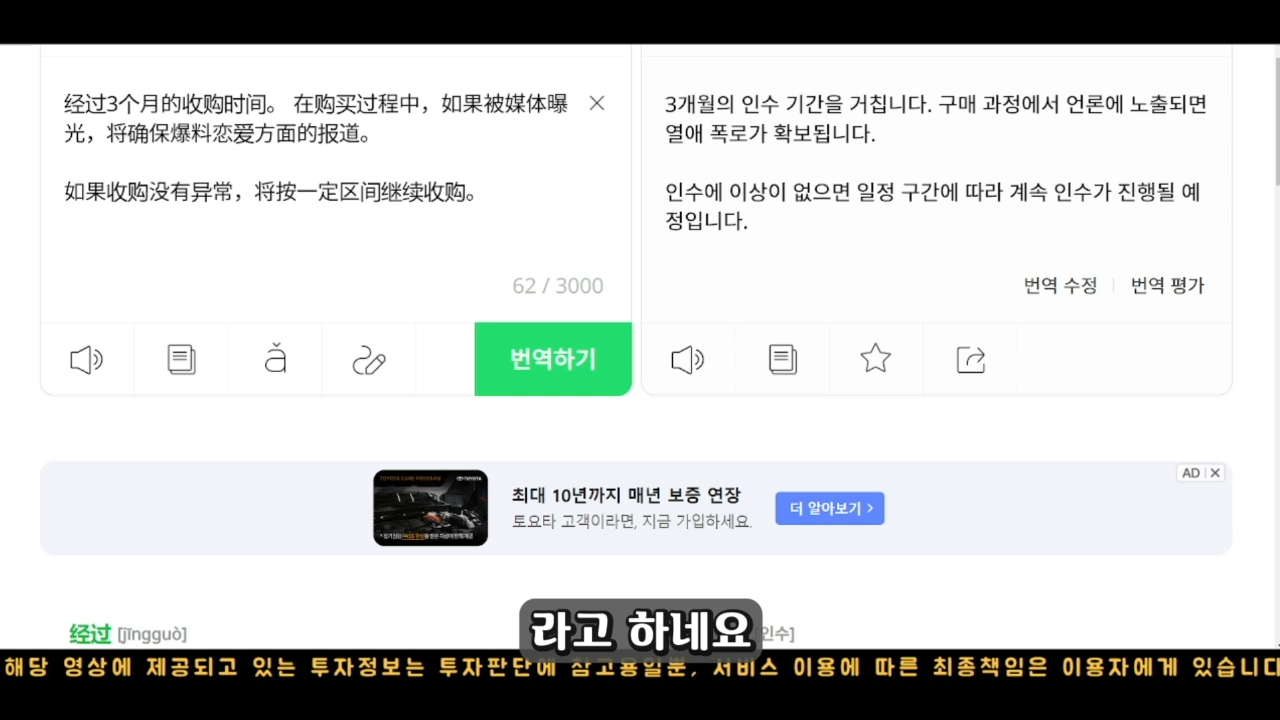 经过3个月的收购时间。 在购买过程中，如果被媒体曝
光，将确保爆料恋爱方面的报道。
如果收购没有异常，将按一定区间继续收购。
62 / 3000
번역하기
3개월의 인수 기간을 거칩니다. 구매 과정에서 언론에 노출되면
열애 폭로가 확보됩니다.
인수에 이상이 없으면 일정 구간에 따라 계속 인수가 진행될 예
정입니다.
번역 수정 번역 평가
AD
TOYOTA CARE PROGRAM TOYOTA
최대 10년까지 매년 보증 연장
토요타 고객이라면, 지금 가입하세요.
더 알아보기
经过 [jīngguò]
인수]
라고 하네요
해당 영상에 제공되고 있는 투자정보는 투자판단에 참고용일뿐, 서비스 이용에 따른 최종책임은 이용자에게 있습니다